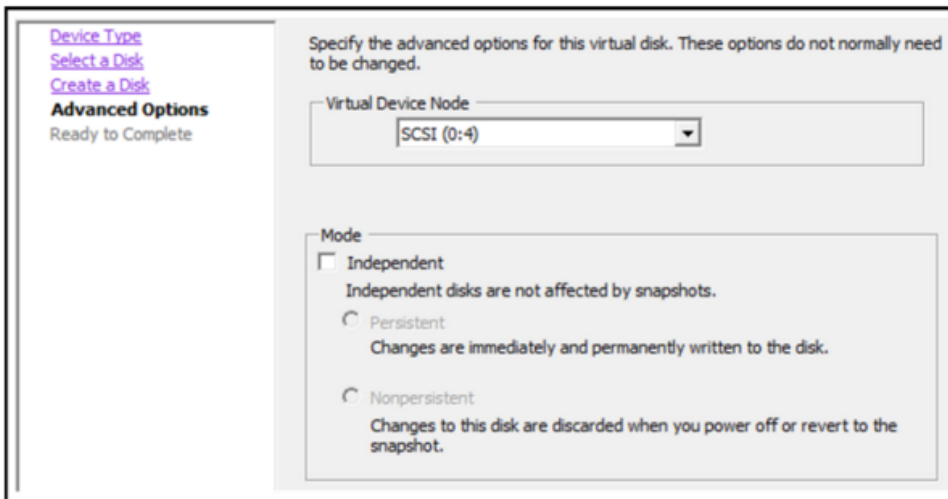 Device Type
Select a Disk
Create a Disk
Advanced Options
Ready to Complete
Specify the advanced options for this virtual disk. These options do not normally need
to be changed.
Virtual Device Node
SCSI (0:4)
Mode
Independent
Independent disks are not affected by snapshots.
Persistent
Changes are immediately and permanently written to the disk.
Nonpersistent
Changes to this disk are discarded when you power off or revert to the
snapshot.